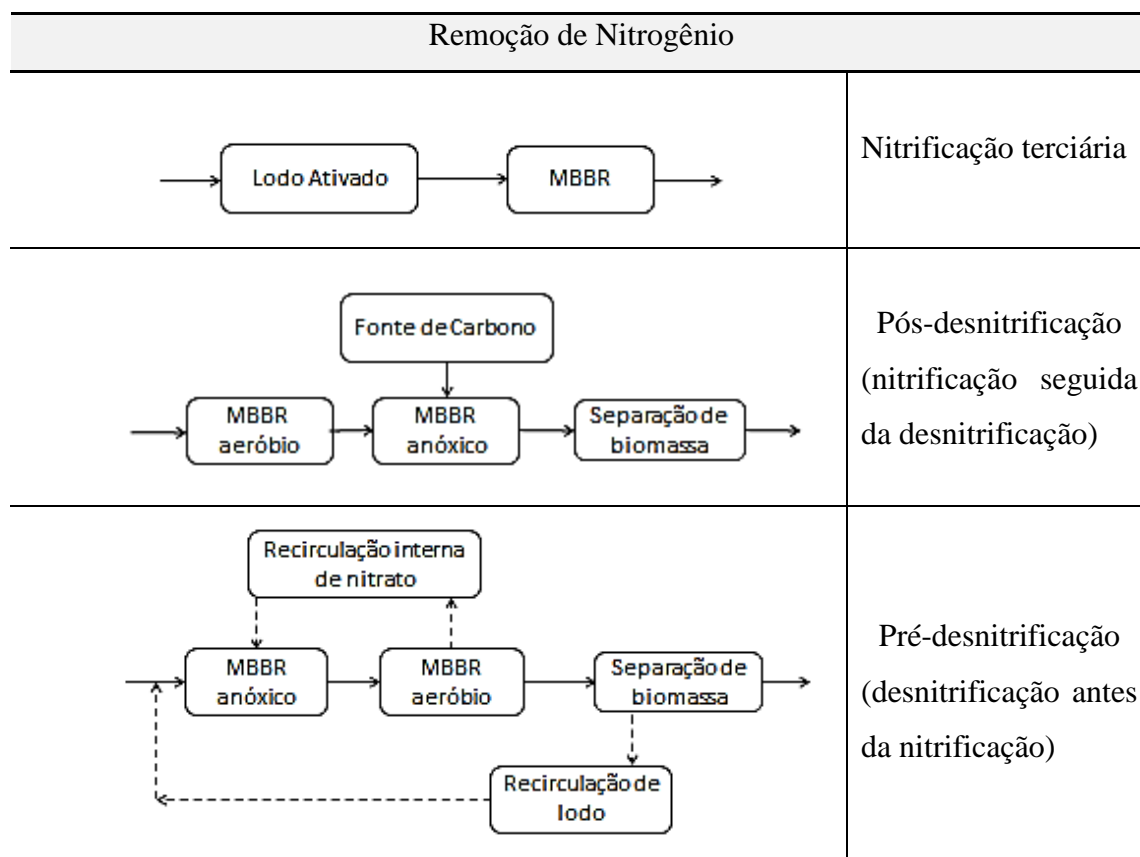 Remoção de Nitrogênio
Lodo Ativado
MBBR
Nitrificação terciária
Fonte de Carbono
MBBR
aeróbio
MBBR
anóxico
Separação de
biomassa
Pós-desnitrificação
(nitrificação seguida
da desnitrificação)
Recirculação interna
de nitrato
MBBR
anóxico
MBBR
aeróbio
Separação de
biomassa
Recirculação de
lodo
Pré-desnitrificação
(desnitrificação antes
da nitrificação)